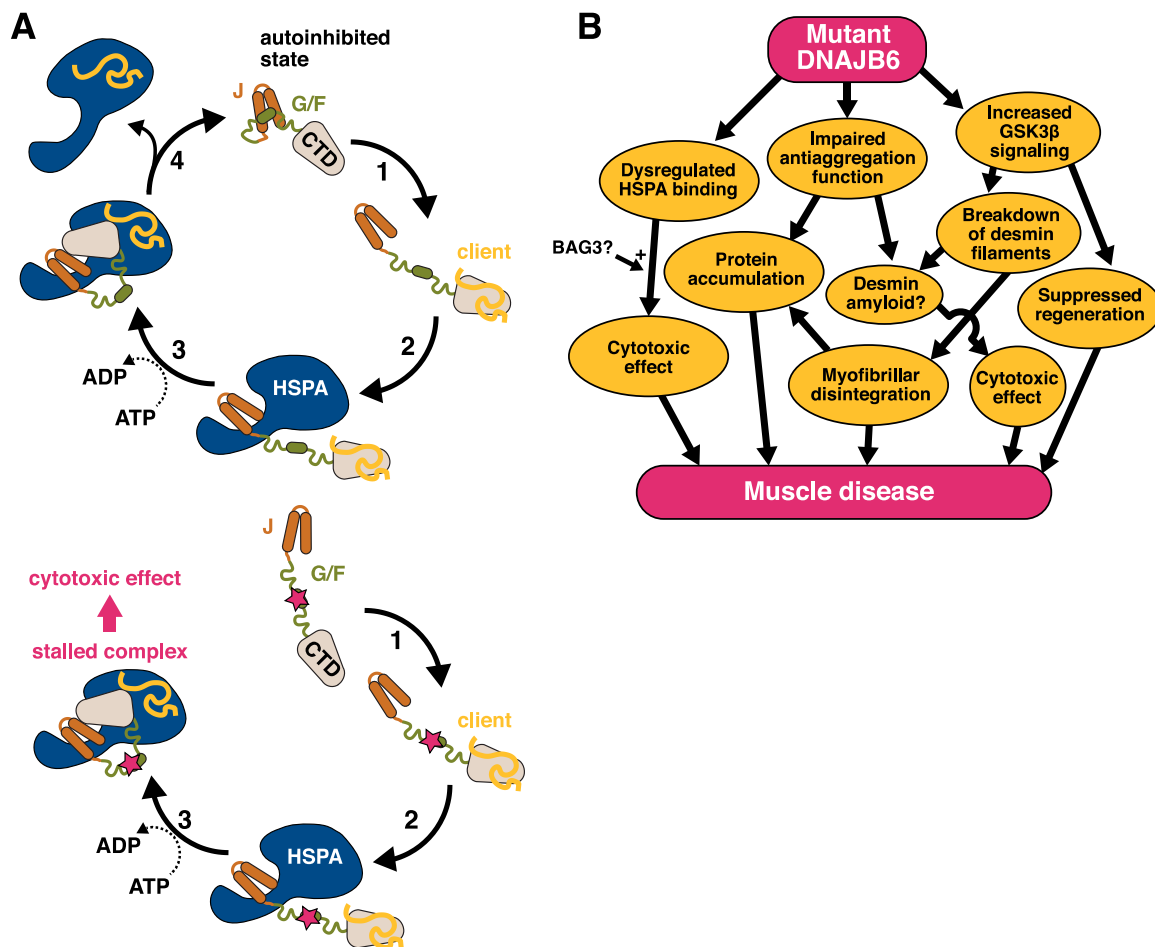 A
autoinhibited
state
J
G/F
CTD
1
client
2
HSPA
3
ADP
ATP
4
J
G/F
CTD
1
client
2
HSPA
3
ADP
ATP
stalled complex
cytotoxic effect
B
Mutant
DNAJB6
Dysregulated
HSPA binding
Impaired
antiaggregation
function
Increased
GSK3β
signaling
BAG3?
+
Protein
accumulation
Breakdown
of desmin
filaments
Desmin
amyloid?
Suppressed
regeneration
Cytotoxic
effect
Myofibrillar
disintegration
Cytotoxic
effect
Muscle disease